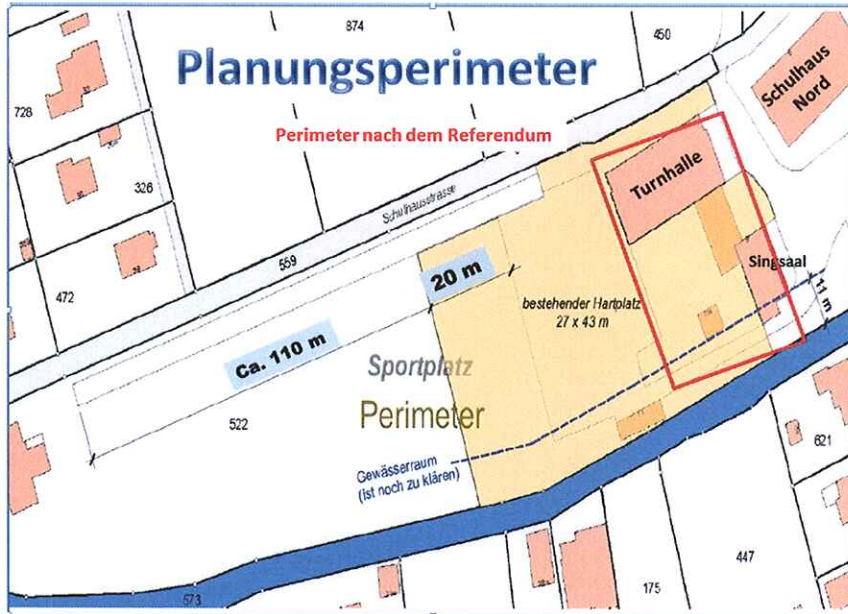 874
450
Planungsperimeter
728
Perimeter nach dem Referendum
Schulhaus
Nord
326
Turnhalle
Schulhausstrasse
559
472
20 m
Singsaal
bestehender Hartplatz
27 x 43 m
11 m
Ca. 110 m
Sportplatz
Perimeter
522
Gewässerraum
(ist noch zu klären)
621
447
175
573